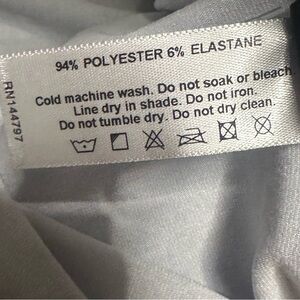 94% POLYESTER 6% ELASTANE
Cold machine wash. Do not soak or bleach
Line dry in shade. Do not iron.
Do not tumble dry. Do not dry clean.
RN144797